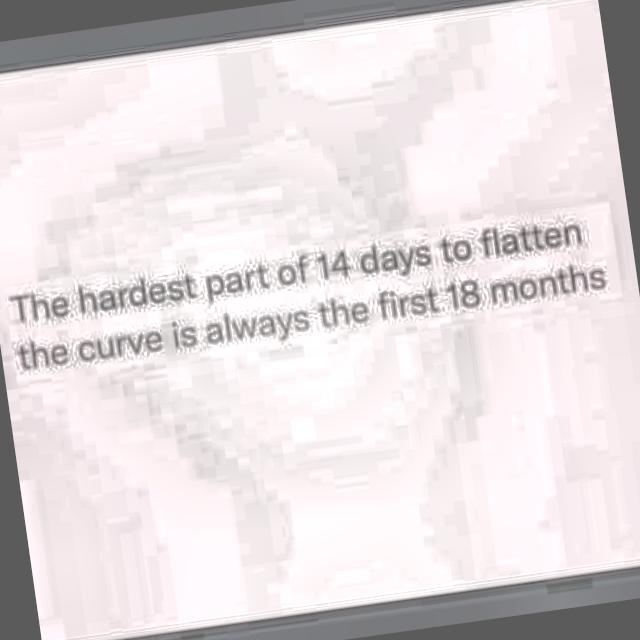 The hardest part of 14 days to flatten
the curve is always the first 18 months